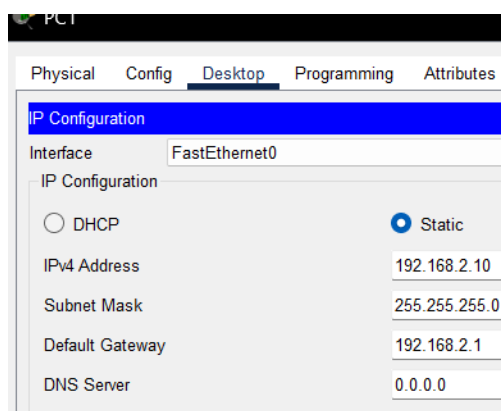 PCT
Physical Config Desktop Programming Attributes
IP Configuration
Interface FastEthernet0
IP Configuration
DHCP Static
IPv4 Address 192.168.2.10
Subnet Mask 255.255.255.0
Default Gateway 192.168.2.1
DNS Server 0.0.0.0